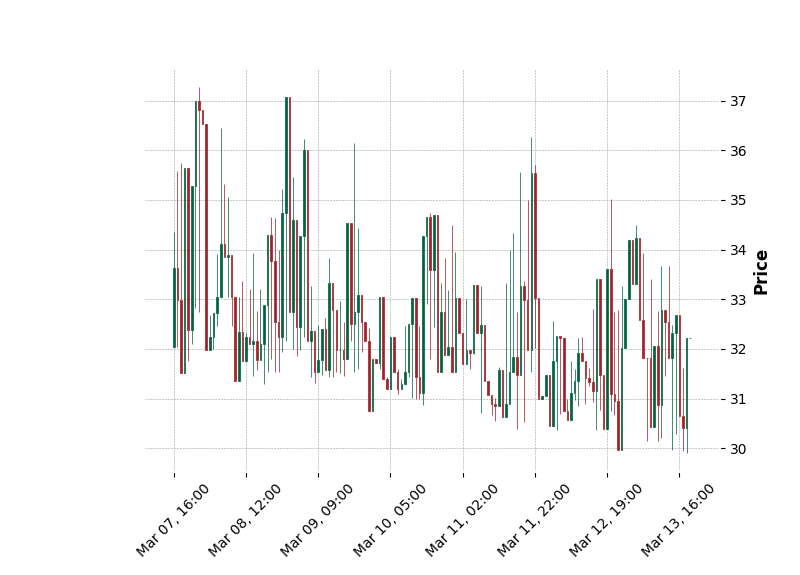 37
36
35
34
33
32
31
30
Price
Mar 07, 16:00
Mar 08, 12:00
Mar 09, 09:00
Mar 10, 05:00
Mar 11, 02:00
Mar 11, 22:00
Mar 12, 19:00
Mar 13, 16:00